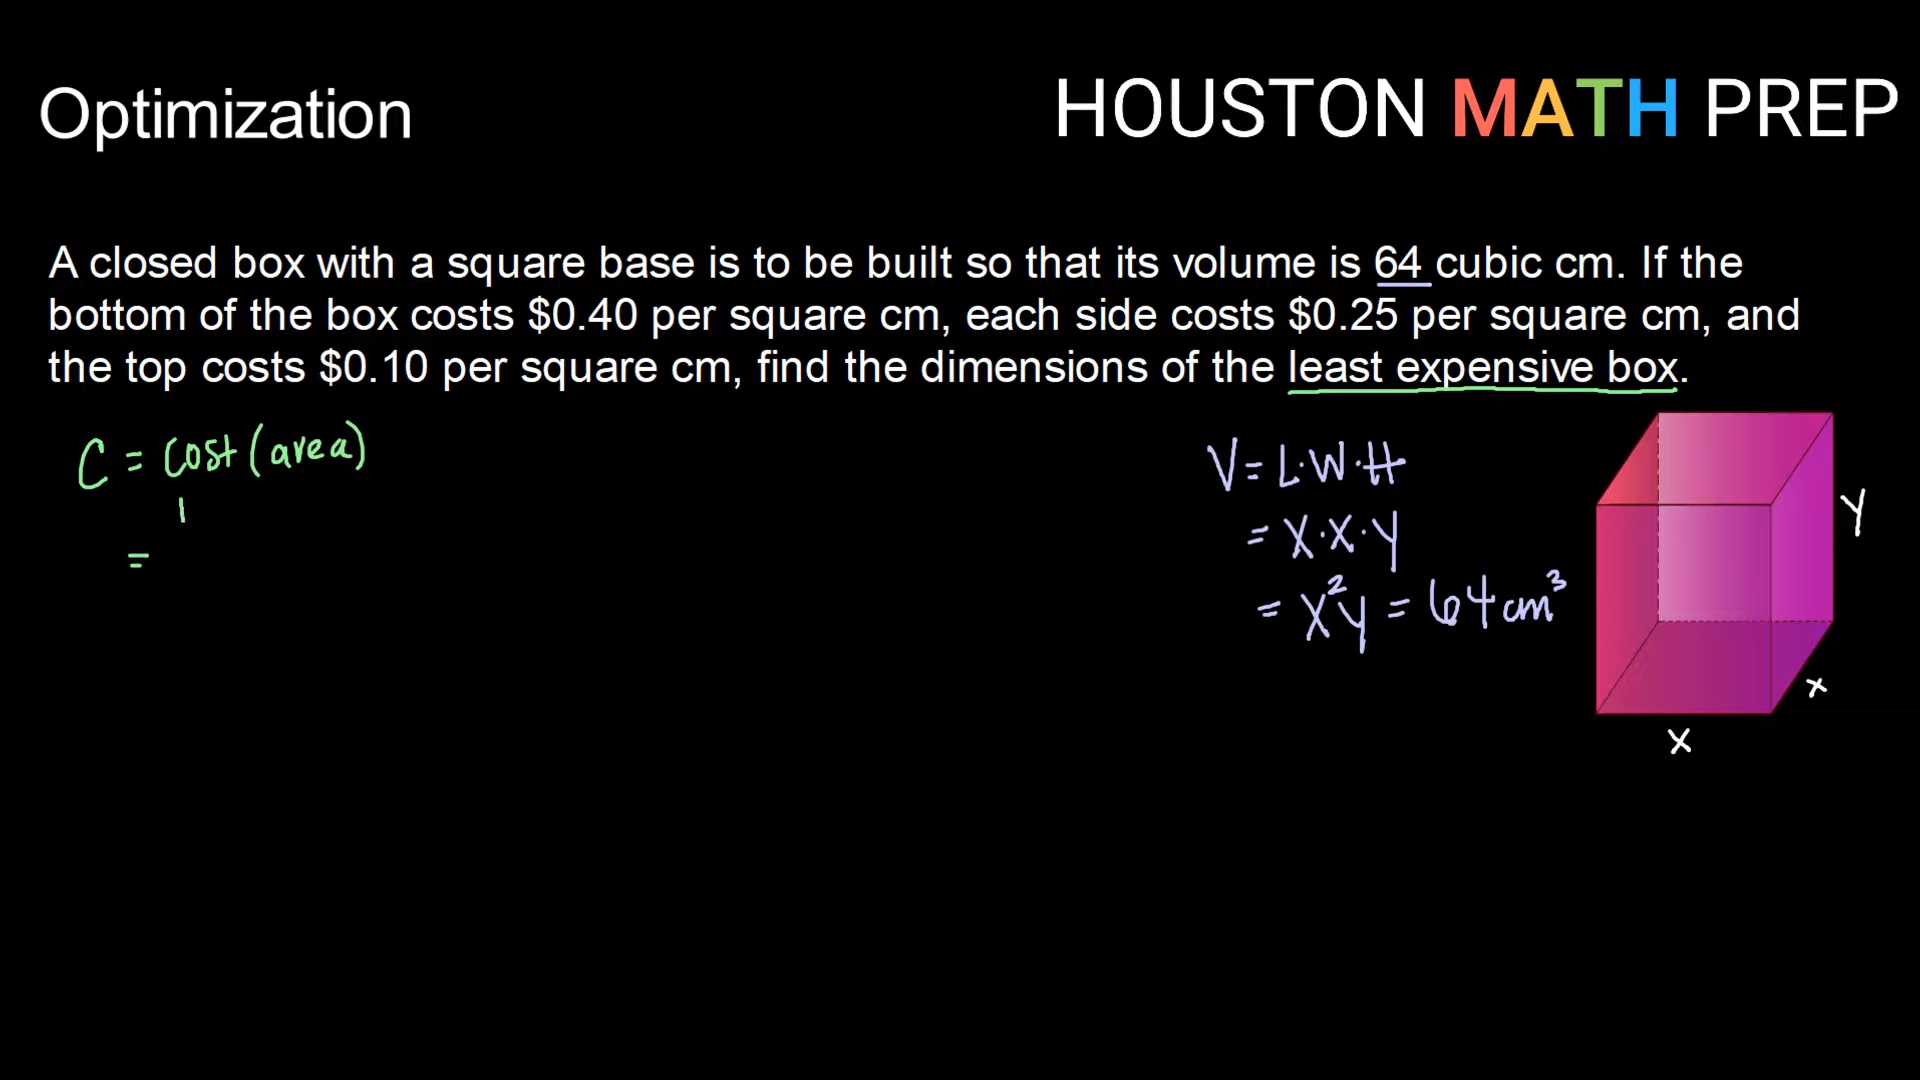 Optimization
HOUSTON MATH PREP
A closed box with a square base is to be built so that its volume is 64 cubic cm. If the
bottom of the box costs $0.40 per square cm, each side costs $0.25 per square cm, and
the top costs $0.10 per square cm, find the dimensions of the least expensive box.
C = cost (area)
=
V = L·W·H
= x·x·y
= x²y = 64 cm³
y
x
x